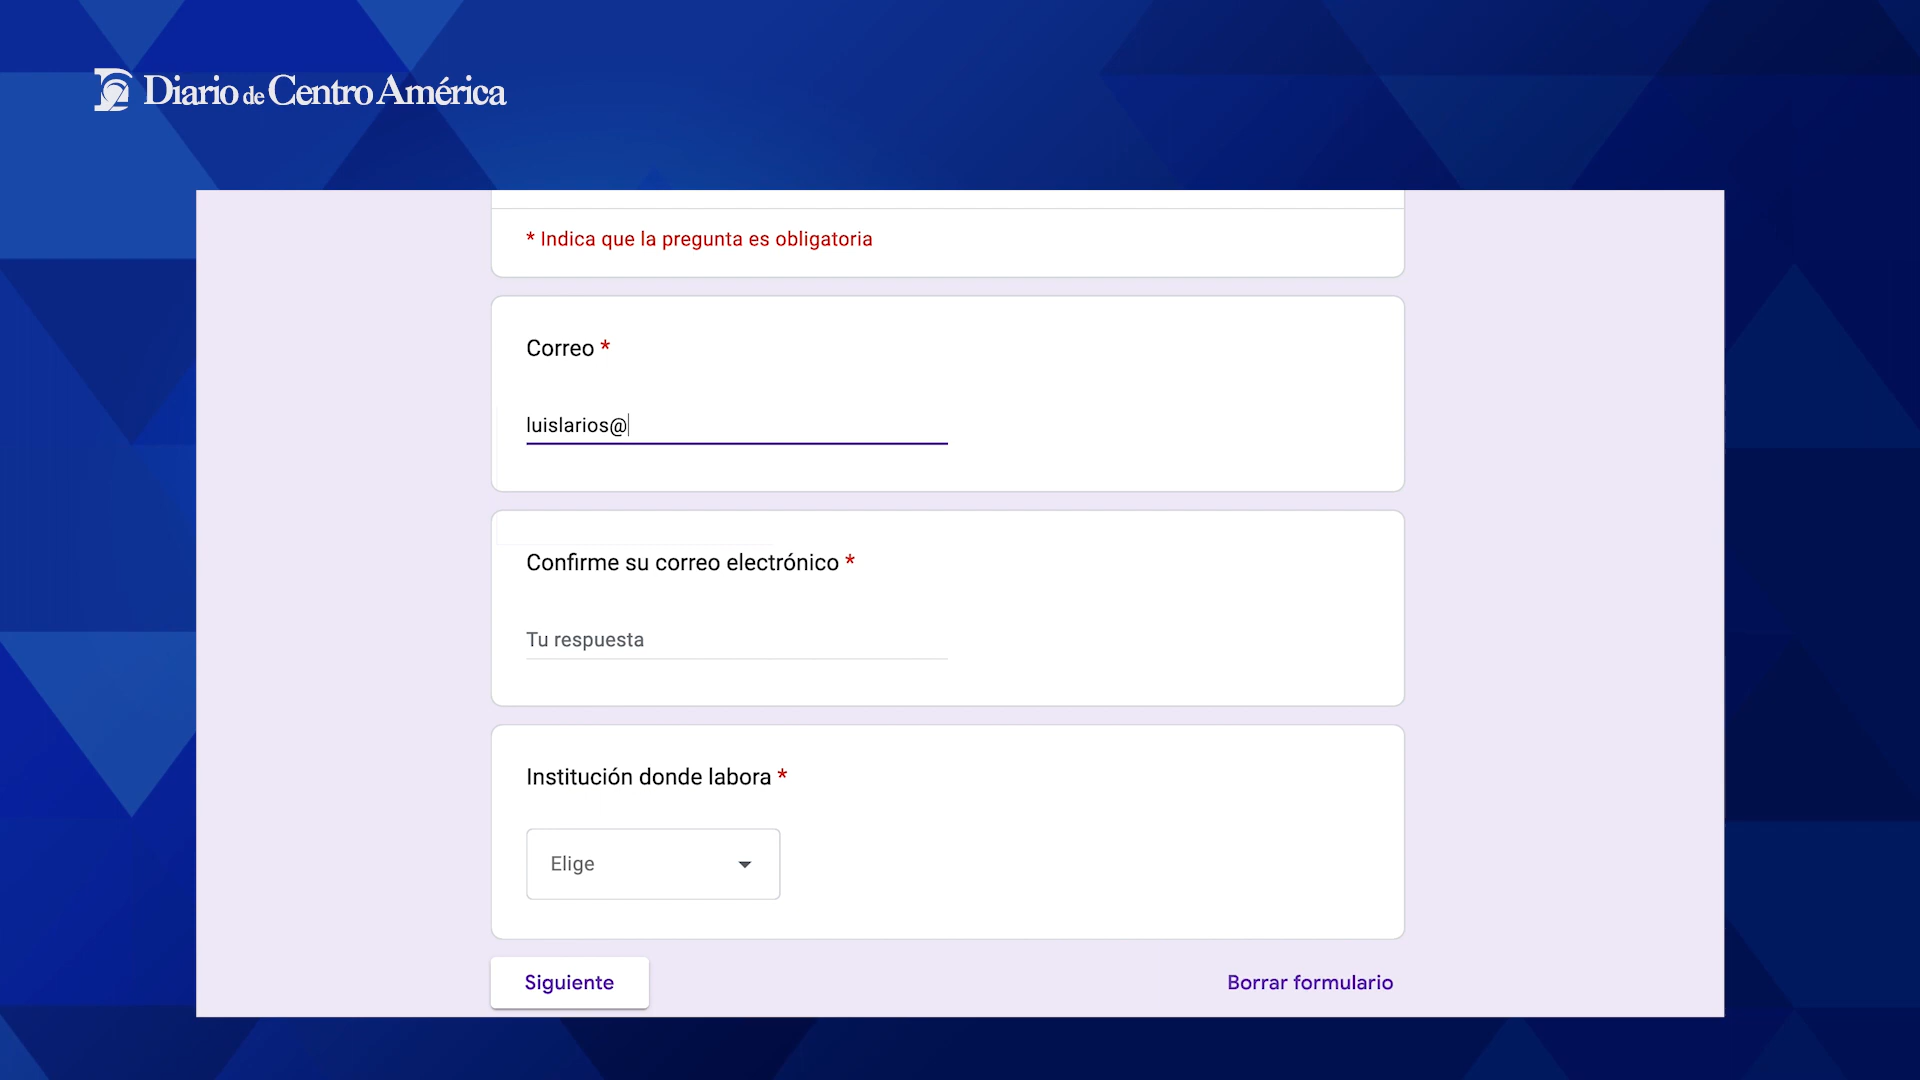 Diario de Centro América
* Indica que la pregunta es obligatoria
Correo *
luislarios@
Confirme su correo electrónico *
Tu respuesta
Institución donde labora *
Elige
Siguiente
Borrar formulario